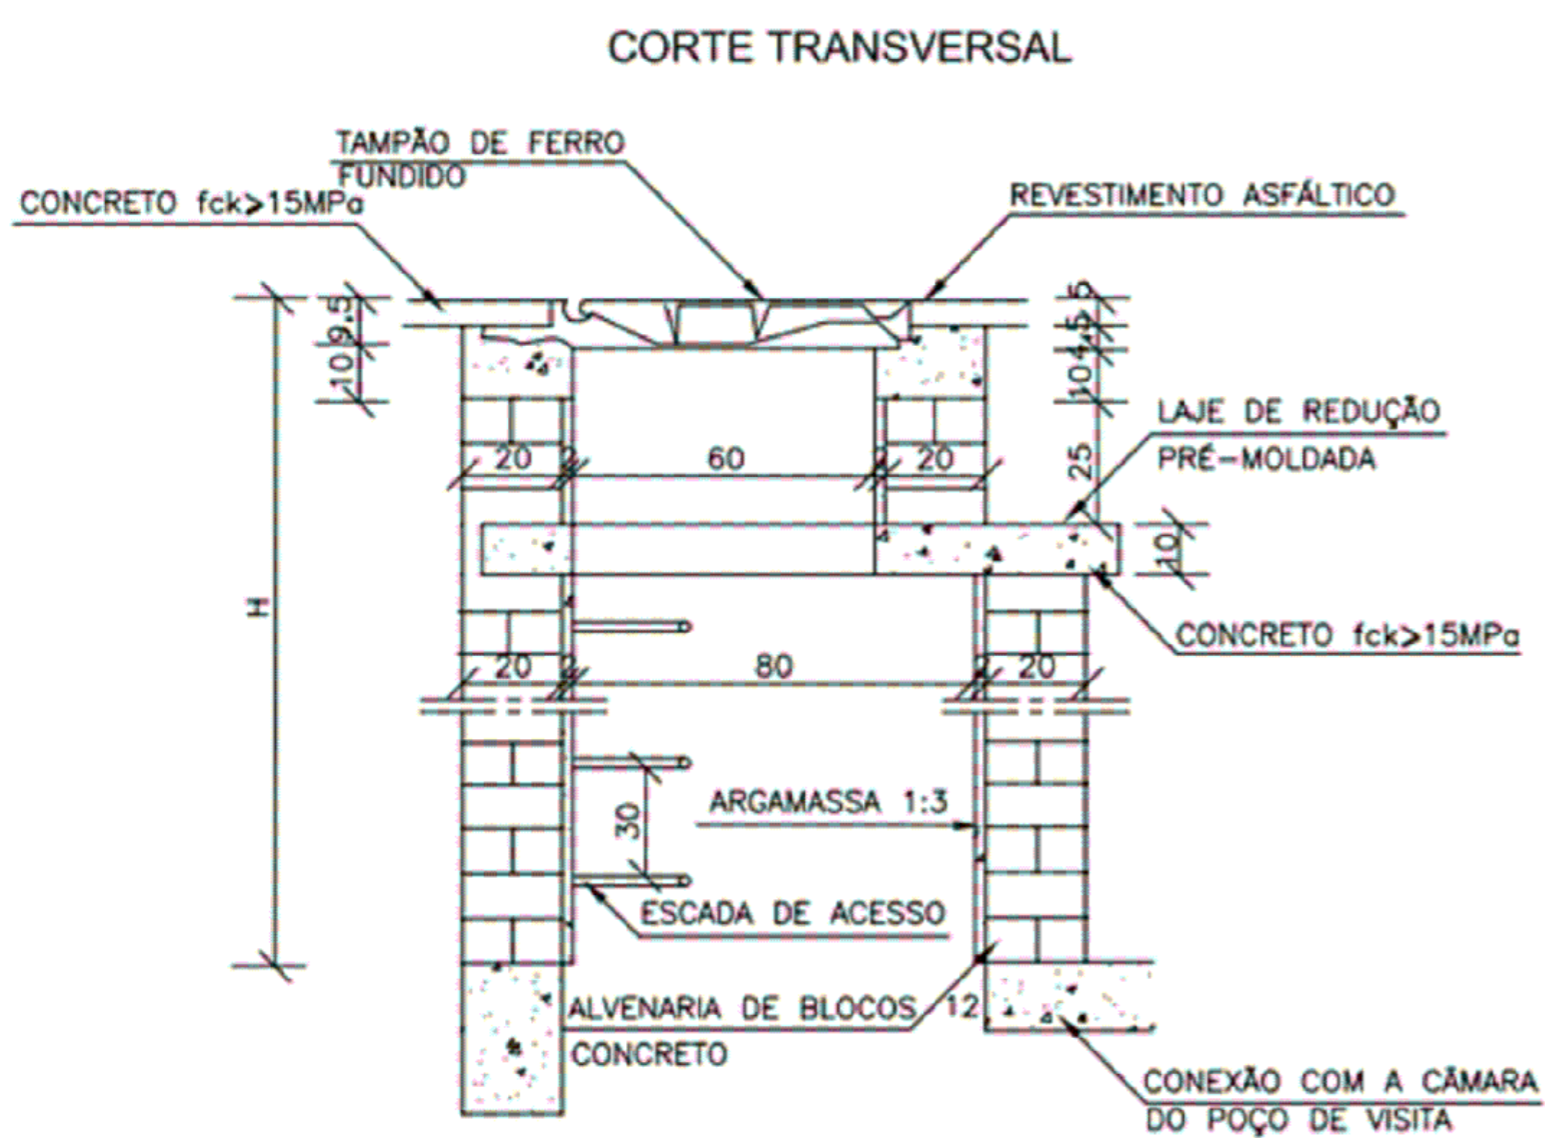 CORTE TRANSVERSAL
TAMPÃO DE FERRO
FUNDIDO
CONCRETO fck>15MPa
REVESTIMENTO ASFÁLTICO
9.5
10
5
4,5
10
25
LAJE DE REDUÇÃO
PRÉ-MOLDADA
20
2
60
2
20
10
H
CONCRETO fck>15MPa
20
2
80
2
20
30
ARGAMASSA 1:3
ESCADA DE ACESSO
ALVENARIA DE BLOCOS
CONCRETO
12
CONEXÃO COM A CÂMARA
DO POÇO DE VISITA